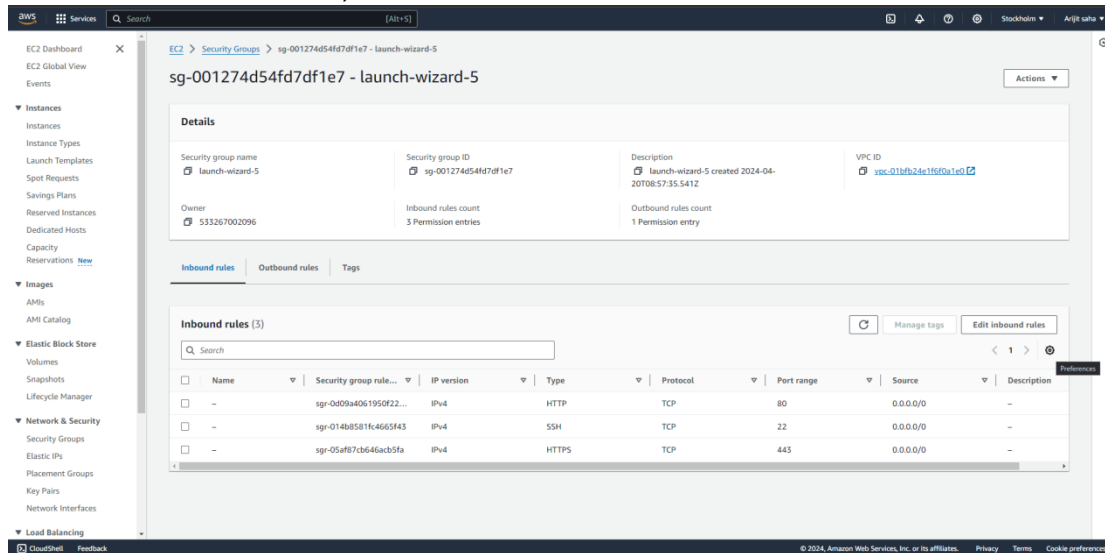 aws Services Search [Alt+S] Stockholm Arijit saha
EC2 Dashboard
EC2 Global View
Events
Instances
Instances
Instance Types
Launch Templates
Spot Requests
Savings Plans
Reserved Instances
Dedicated Hosts
Capacity
Reservations New
Images
AMIs
AMI Catalog
Elastic Block Store
Volumes
Snapshots
Lifecycle Manager
Network & Security
Security Groups
Elastic IPs
Placement Groups
Key Pairs
Network Interfaces
Load Balancing
EC2 > Security Groups > sg-001274d54fd7df1e7 - launch-wizard-5
sg-001274d54fd7df1e7 - launch-wizard-5
Actions
Details
Security group name
launch-wizard-5
Security group ID
sg-001274d54fd7df1e7
Description
launch-wizard-5 created 2024-04-
20T08:57:35.541Z
VPC ID
vpc-01bfb24e1f6f0a1e0
Owner
533267002096
Inbound rules count
3 Permission entries
Outbound rules count
1 Permission entry
Inbound rules Outbound rules Tags
Inbound rules (3)
Manage tags Edit inbound rules
Search
1
Preferences
Name Security group rule... IP version Type Protocol Port range Source Description
– sgr-0d09a4061950f22... IPv4 HTTP TCP 80 0.0.0.0/0 –
– sgr-014b8581fc4665f43 IPv4 SSH TCP 22 0.0.0.0/0 –
– sgr-05af87cb646acb5fa IPv4 HTTPS TCP 443 0.0.0.0/0 –
CloudShell Feedback © 2024, Amazon Web Services, Inc. or its affiliates. Privacy Terms Cookie preferences